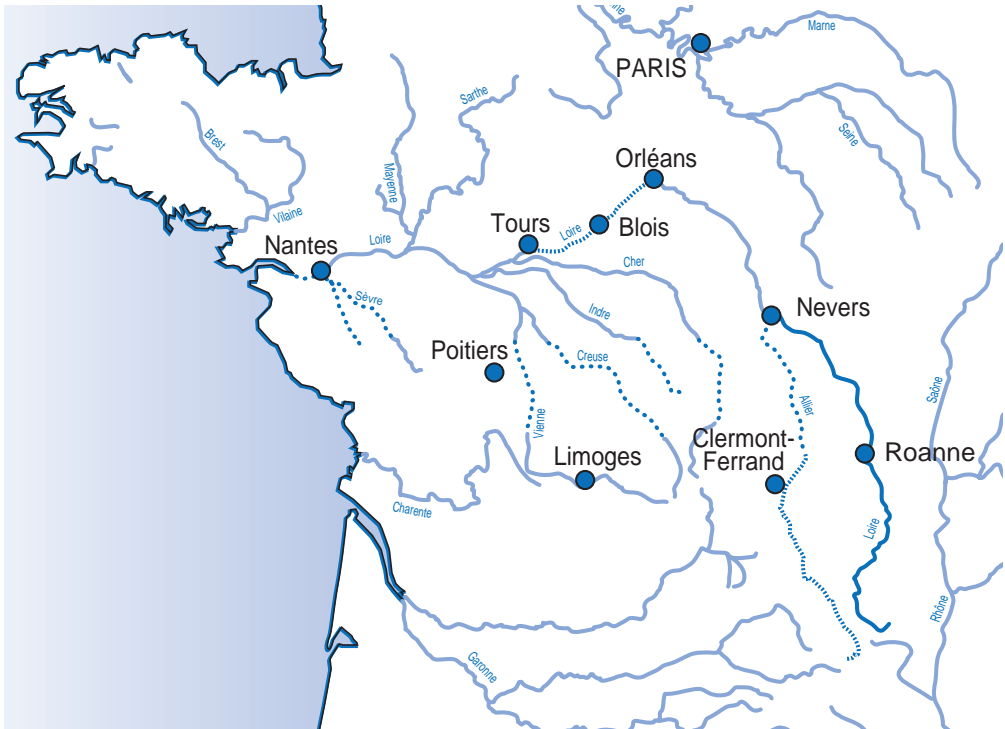 Marne
PARIS
Sarthe
Seine
Brest
Mayenne
Orléans
Vilaine
Tours
Loire
Blois
Nantes
Loire
Cher
Sèvre
Indre
Nevers
Poitiers
Creuse
Saône
Allier
Vienne
Clermont-
Ferrand
Limoges
Roanne
Charente
Loire
Rhône
Garonne